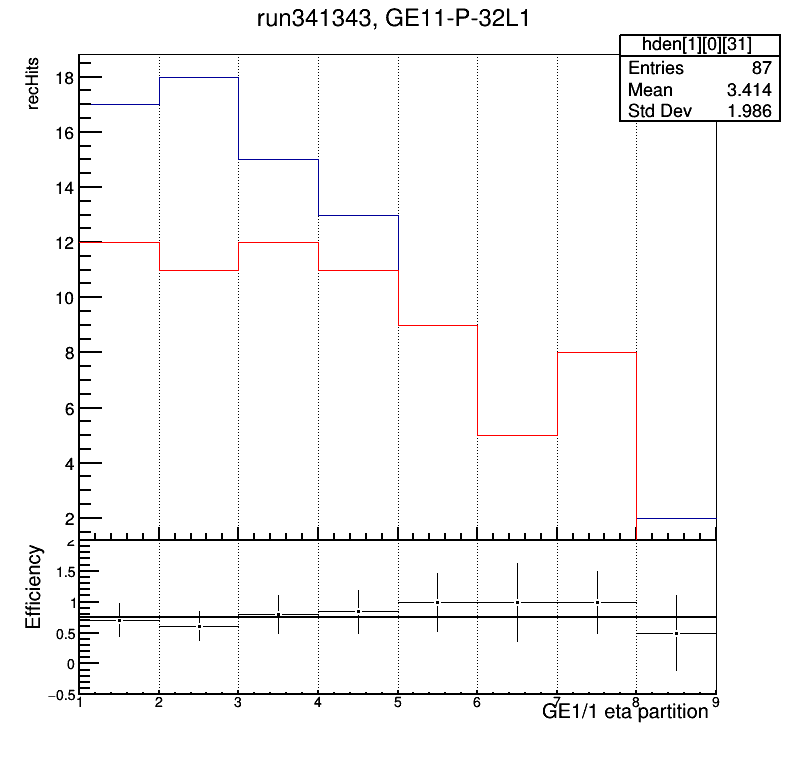 run341343, GE11-P-32L1
hden[1][0][31]
Entries 87
Mean 3.414
Std Dev 1.986
recHits
18
16
14
12
10
8
6
4
2
Efficiency
2
1.5
1
0.5
0
−0.5
1 2 3 4 5 6 7 8 9
GE1/1 eta partition